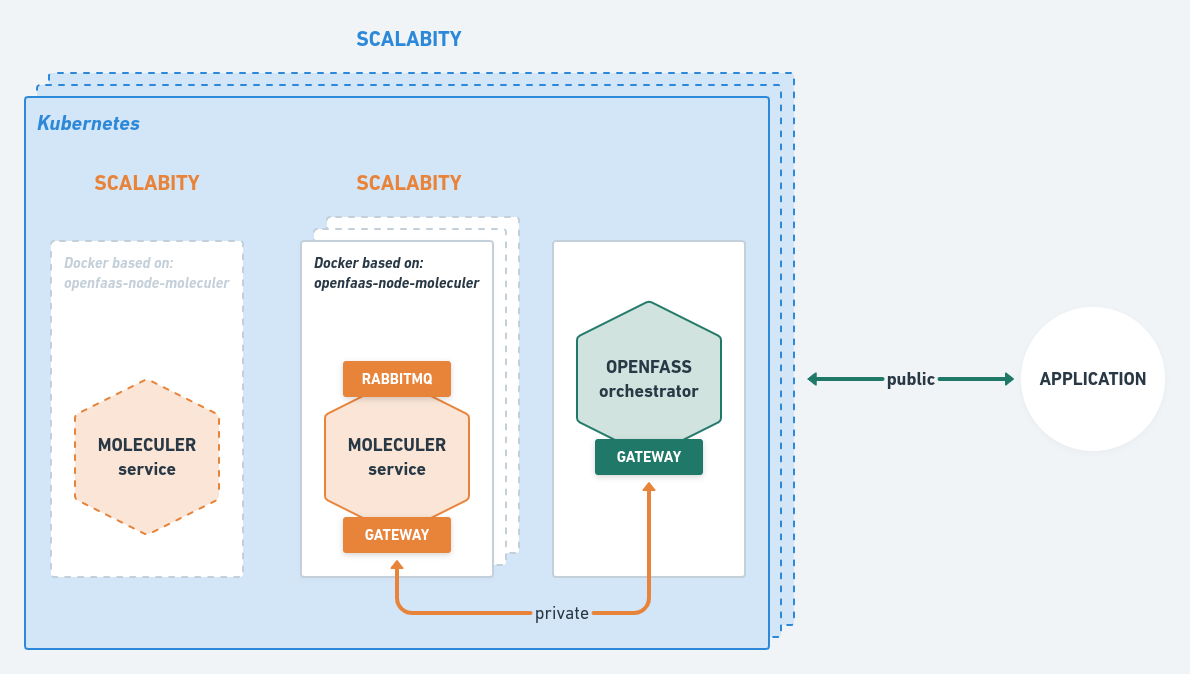 SCALABITY
Kubernetes
SCALABITY
SCALABITY
Docker based on:
openfaas-node-moleculer
Docker based on:
openfaas-node-moleculer
MOLECULER
service
RABBITMQ
MOLECULER
service
GATEWAY
OPENFASS
orchestrator
GATEWAY
private
public
APPLICATION